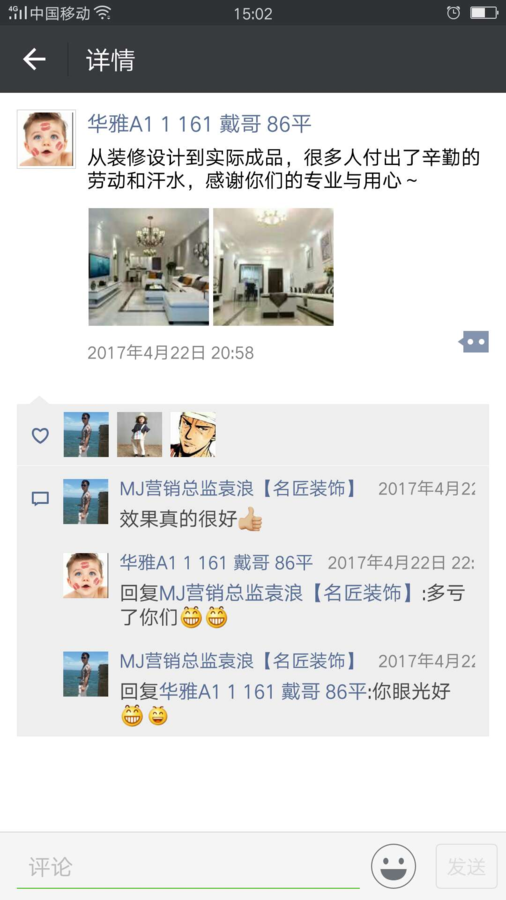 4G 中国移动
15:02
详情
华雅A1 1 161 戴哥 86平
从装修设计到实际成品，很多人付出了辛勤的
劳动和汗水，感谢你们的专业与用心～
2017年4月22日 20:58
MJ营销总监袁浪【名匠装饰】 2017年4月22
效果真的很好👍
华雅A1 1 161 戴哥 86平 2017年4月22日 22:
回复MJ营销总监袁浪【名匠装饰】:多亏
了你们😁😁
MJ营销总监袁浪【名匠装饰】 2017年4月22
回复华雅A1 1 161 戴哥 86平:你眼光好
😁😄
评论
发送